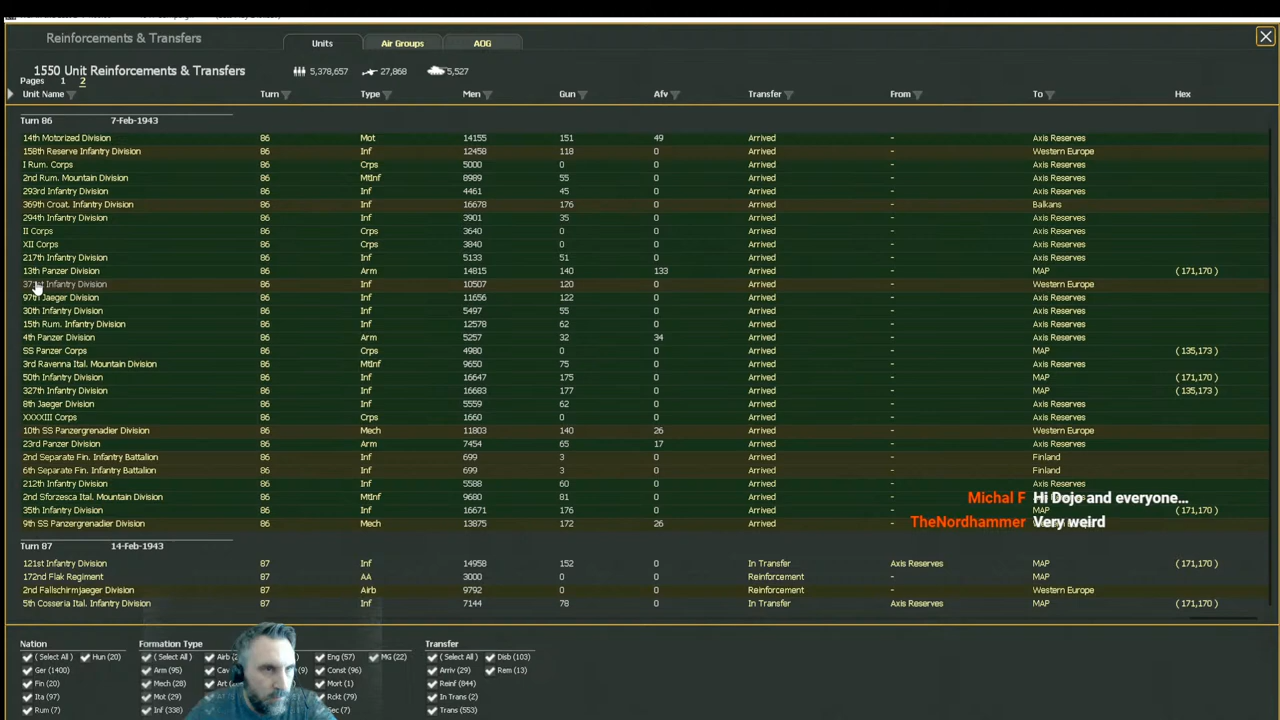 Reinforcements & Transfers Units Air Groups AOG
1550 Unit Reinforcements & Transfers 5,378,657 27,868 5,527
Pages 1 2
Unit Name Turn Type Men Gun Afv Transfer From To Hex
Turn 86 7-Feb-1943
14th Motorized Division 86 Mot 14155 151 49 Arrived - Axis Reserves
158th Reserve Infantry Division 86 Inf 12458 118 0 Arrived - Western Europe
I Rum. Corps 86 Crps 5000 0 0 Arrived - Axis Reserves
2nd Rum. Mountain Division 86 MtInf 8989 55 0 Arrived - Axis Reserves
293rd Infantry Division 86 Inf 4461 45 0 Arrived - Axis Reserves
369th Croat. Infantry Division 86 Inf 16678 176 0 Arrived - Balkans
294th Infantry Division 86 Inf 3901 35 0 Arrived - Axis Reserves
II Corps 86 Crps 3640 0 0 Arrived - Axis Reserves
XII Corps 86 Crps 3840 0 0 Arrived - Axis Reserves
217th Infantry Division 86 Inf 5133 51 0 Arrived - Axis Reserves
13th Panzer Division 86 Arm 14815 140 133 Arrived - MAP ( 171,170 )
371st Infantry Division 86 Inf 10507 120 0 Arrived - Western Europe
97th Jaeger Division 86 Inf 11656 122 0 Arrived - Axis Reserves
30th Infantry Division 86 Inf 5497 55 0 Arrived - Axis Reserves
15th Rum. Infantry Division 86 Inf 12578 62 0 Arrived - Axis Reserves
4th Panzer Division 86 Arm 5257 32 34 Arrived - Axis Reserves
SS Panzer Corps 86 Crps 4980 0 0 Arrived - MAP ( 135,173 )
3rd Ravenna Ital. Mountain Division 86 MtInf 9650 75 0 Arrived - Axis Reserves
50th Infantry Division 86 Inf 16647 175 0 Arrived - MAP ( 171,170 )
327th Infantry Division 86 Inf 16683 177 0 Arrived - MAP ( 135,173 )
8th Jaeger Division 86 Inf 5559 62 0 Arrived - Axis Reserves
XXXXIII Corps 86 Crps 1660 0 0 Arrived - Axis Reserves
10th SS Panzergrenadier Division 86 Mech 11803 140 26 Arrived - Western Europe
23rd Panzer Division 86 Arm 7454 65 17 Arrived - Axis Reserves
2nd Separate Fin. Infantry Battalion 86 Inf 699 3 0 Arrived - Finland
6th Separate Fin. Infantry Battalion 86 Inf 699 3 0 Arrived - Finland
212th Infantry Division 86 Inf 5588 60 0 Arrived - Axis Reserves
2nd Sforzesca Ital. Mountain Division 86 MtInf 9680 81 0 Arrived - Axis Reserves
Michal F Hi Dojo and everyone...
35th Infantry Division 86 Inf 16671 176 0 Arrived - MAP ( 171,170 )
9th SS Panzergrenadier Division 86 Mech 13875 172 26 Arrived -
TheNordhammer Very weird
Turn 87 14-Feb-1943
121st Infantry Division 87 Inf 14958 152 0 In Transfer Axis Reserves MAP ( 171,170 )
172nd Flak Regiment 87 AA 3000 0 0 Reinforcement - MAP
2nd Fallschirmjaeger Division 87 Airb 9792 0 0 Reinforcement - Western Europe
5th Cosseria Ital. Infantry Division 87 Inf 7144 78 0 In Transfer Axis Reserves MAP ( 171,170 )
Nation Formation Type Transfer
( Select All ) Hun (20) ( Select All ) Airb Eng (57) MG (22) ( Select All ) Disb (103)
Ger (1400) Arm (95) Const (96) Arriv (29) Rem (13)
Fin (20) Mech (28) Mort (1) Reinf (844)
Ita (97) Mot (29) Rckt (79) In Trans (2)
Rum (7) Inf (338) (7) Trans (553)